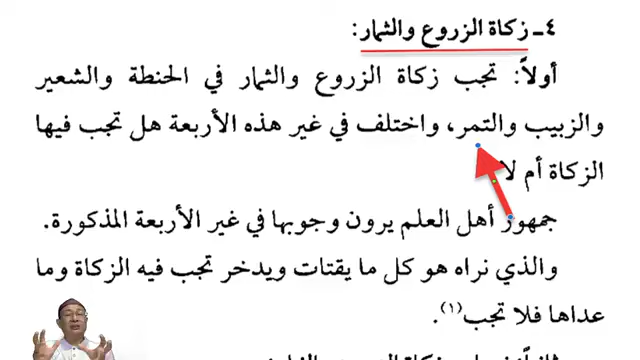 ٤ـ زكاة الزروع والثمار:
أولاً: تجب زكاة الزروع والثمار في الحنطة والشعير
والزبيب والتمر، واختلف في غير هذه الأربعة هل تجب فيها
الزكاة أم لا
جمهور أهل العلم يرون وجوبها في غير الأربعة المذكورة.
والذي نراه هو كل ما يقتات ويدخر تجب فيه الزكاة وما
عداها فلا تجب(١).